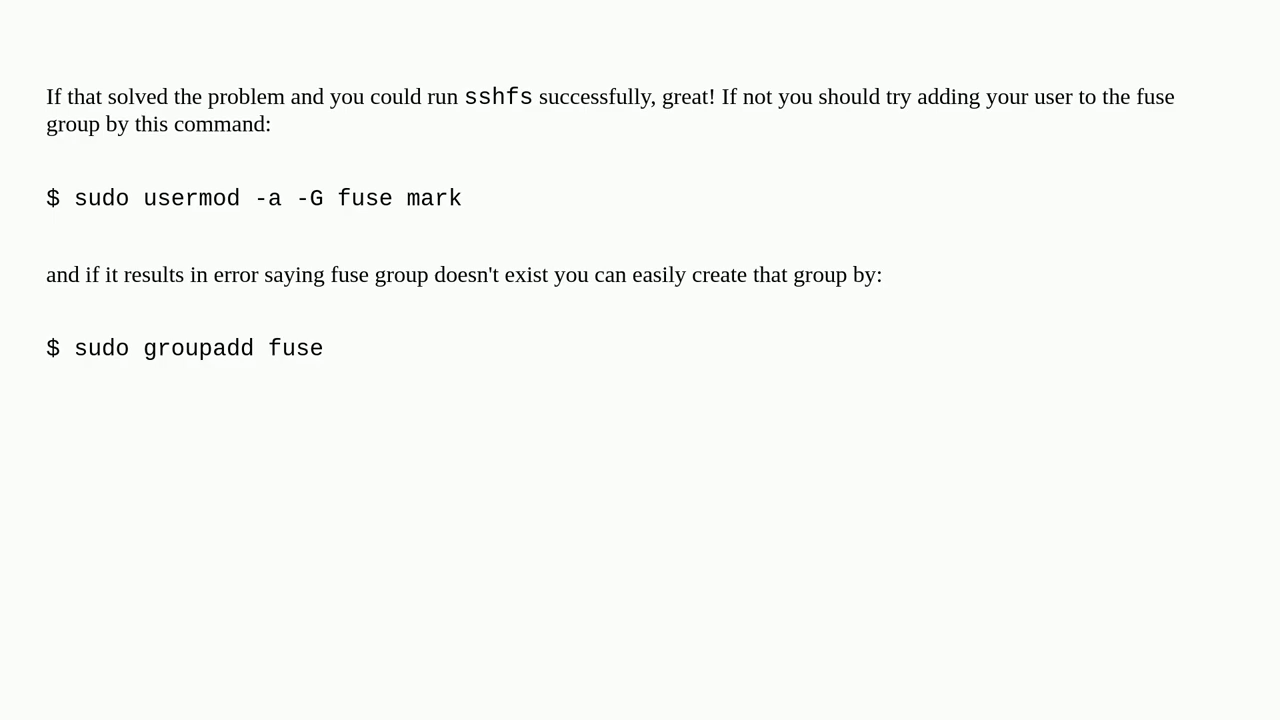 If that solved the problem and you could run sshfs successfully, great! If not you should try adding your user to the fuse
group by this command:
$ sudo usermod -a -G fuse mark
and if it results in error saying fuse group doesn't exist you can easily create that group by:
$ sudo groupadd fuse